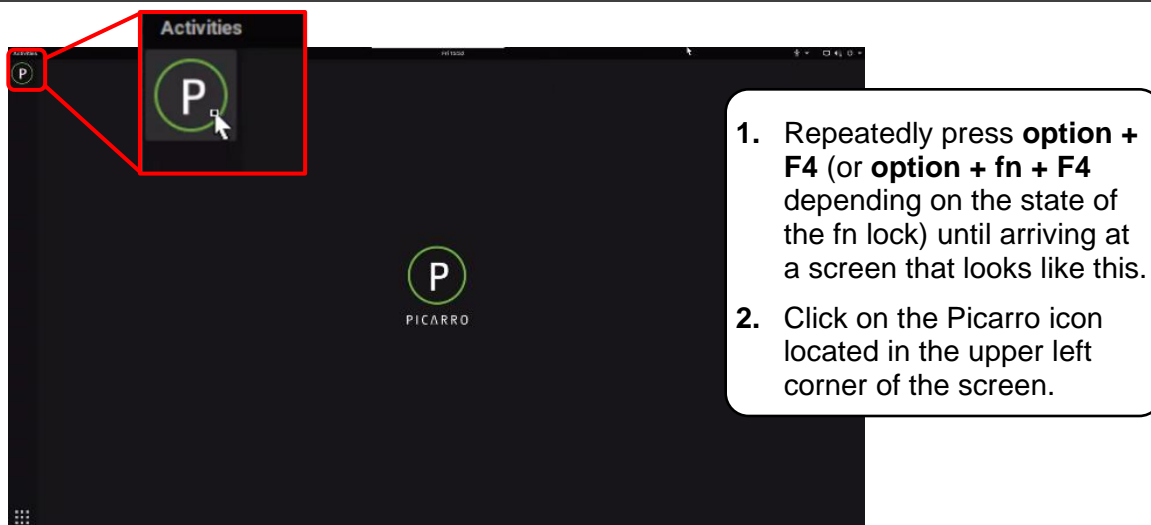 Activities
P
Activities
P
P
PICARRO
1. Repeatedly press option +
F4 (or option + fn + F4
depending on the state of
the fn lock) until arriving at
a screen that looks like this.
2. Click on the Picarro icon
located in the upper left
corner of the screen.